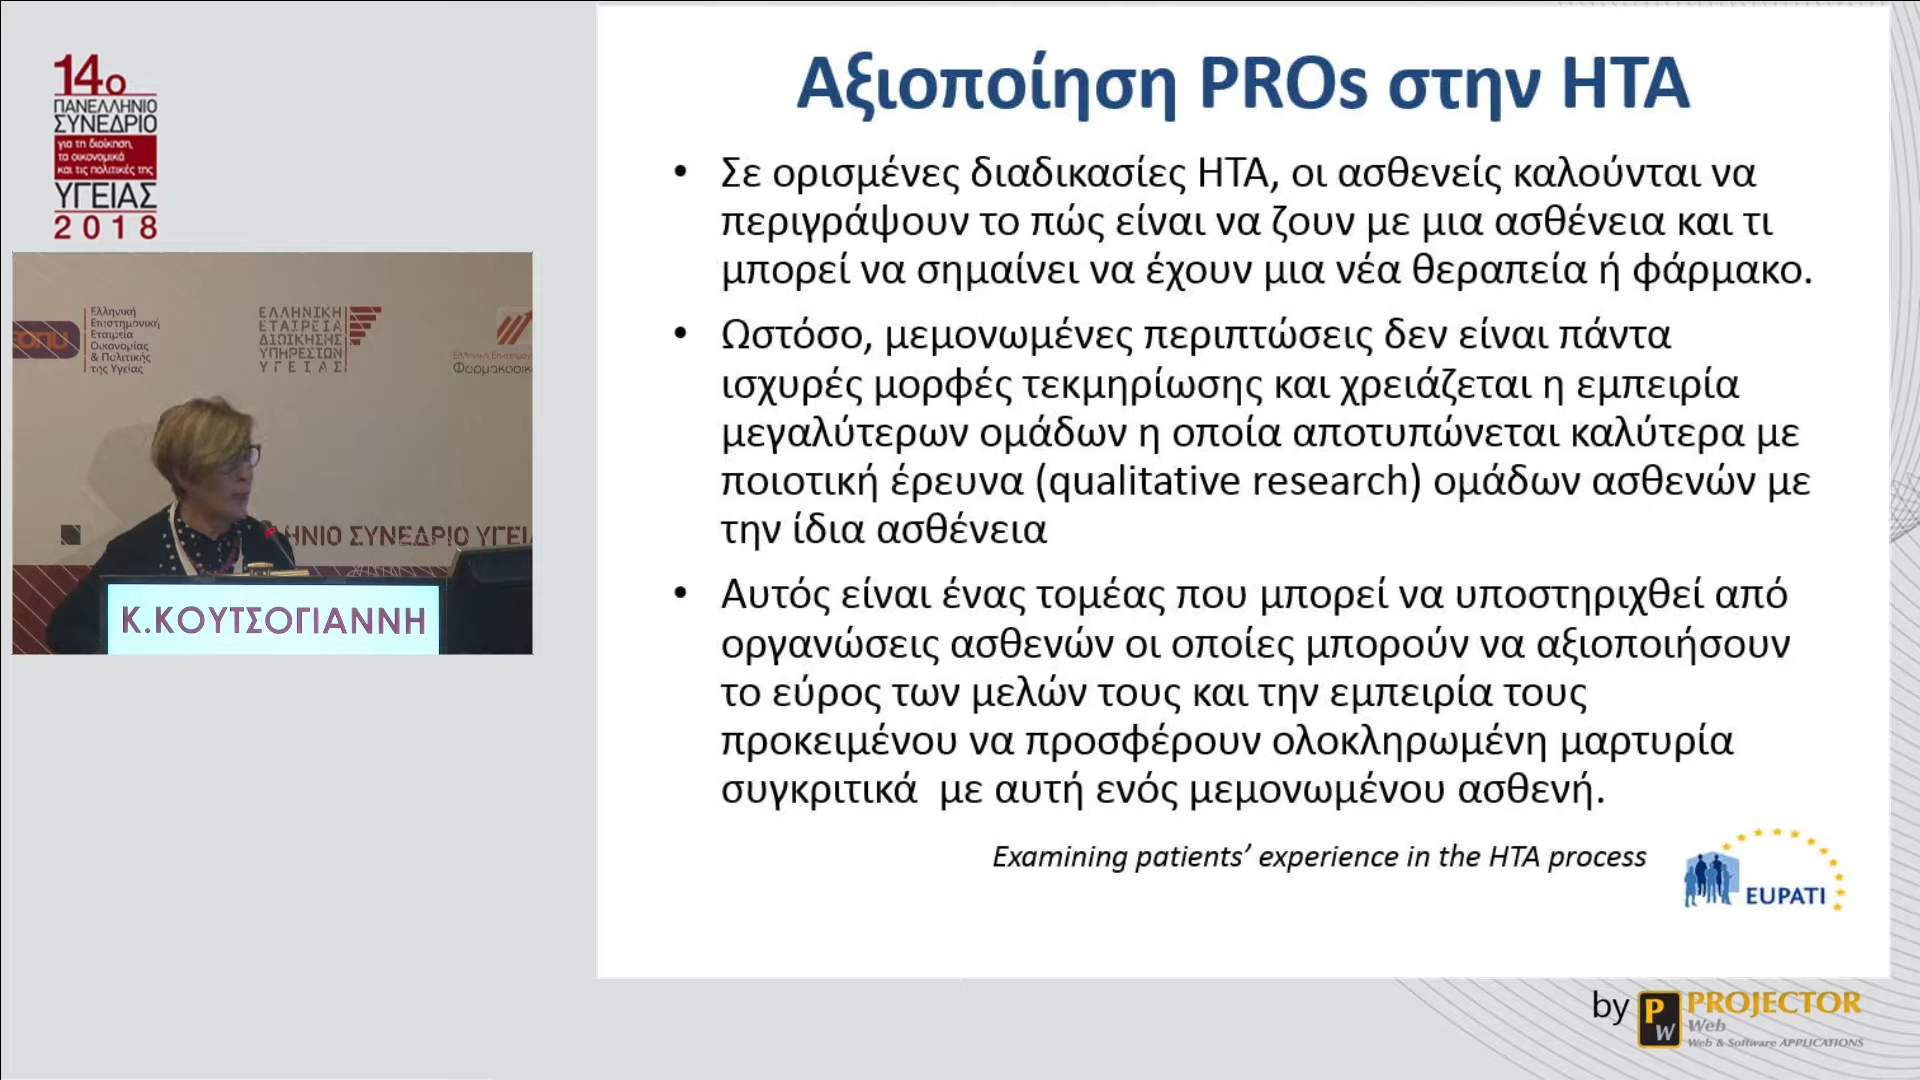 14ο
ΠΑΝΕΛΛΗΝΙΟ
ΣΥΝΕΔΡΙΟ
για τη διοίκηση,
τα οικονομικά
και τις πολιτικές της
ΥΓΕΙΑΣ
2018
Ελληνική
Επιστημονική
Εταιρεία
Οικονομίας
& Πολιτικής
της Υγείας
ΕΛΛΗΝΙΚΗ
ΕΤΑΙΡΕΙΑ
ΔΙΟΙΚΗΣΗΣ
ΥΠΗΡΕΣΙΩΝ
ΥΓΕΙΑΣ
ΗΝΙΟ ΣΥΝΕΔΡΙΟ ΥΓΕΙ
Κ.ΚΟΥΤΣΟΓΙΑΝΝΗ
Αξιοποίηση PROs στην HTA
• Σε ορισμένες διαδικασίες HTA, οι ασθενείς καλούνται να
περιγράψουν το πώς είναι να ζουν με μια ασθένεια και τι
μπορεί να σημαίνει να έχουν μια νέα θεραπεία ή φάρμακο.
• Ωστόσο, μεμονωμένες περιπτώσεις δεν είναι πάντα
ισχυρές μορφές τεκμηρίωσης και χρειάζεται η εμπειρία
μεγαλύτερων ομάδων η οποία αποτυπώνεται καλύτερα με
ποιοτική έρευνα (qualitative research) ομάδων ασθενών με
την ίδια ασθένεια
• Αυτός είναι ένας τομέας που μπορεί να υποστηριχθεί από
οργανώσεις ασθενών οι οποίες μπορούν να αξιοποιήσουν
το εύρος των μελών τους και την εμπειρία τους
προκειμένου να προσφέρουν ολοκληρωμένη μαρτυρία
συγκριτικά  με αυτή ενός μεμονωμένου ασθενή.
Examining patients’ experience in the HTA process
EUPATI
by PW PROJECTOR
Web
Web & Software APPLICATIONS